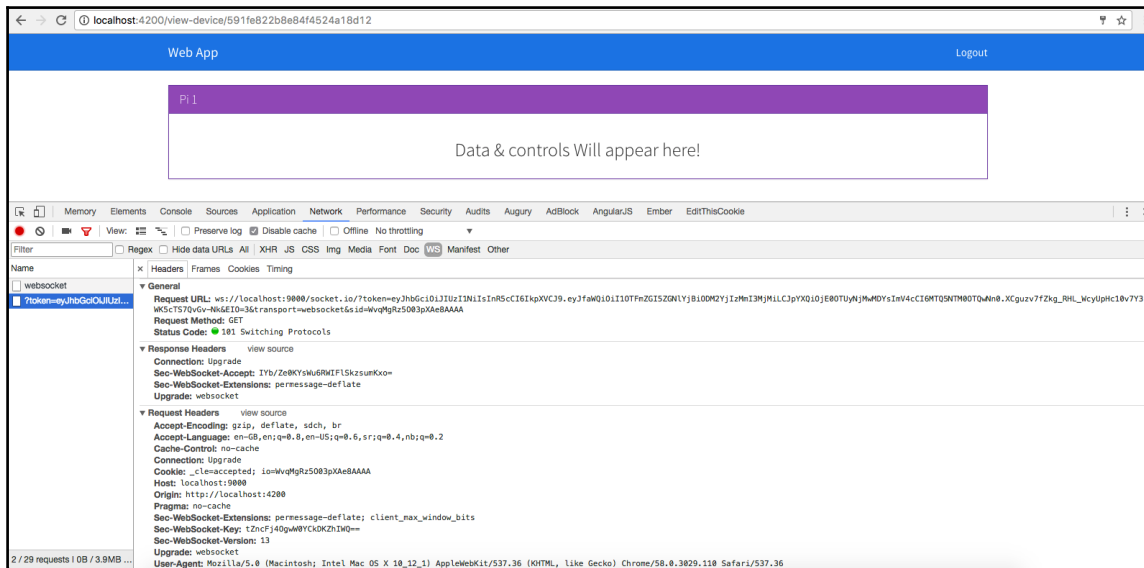 localhost:4200/view-device/591fe822b8e84f4524a18d12
Web App Logout
Pi 1
Data & controls Will appear here!
Memory Elements Console Sources Application Network Performance Security Audits Augury AdBlock AngularJS Ember EditThisCookie
View: Preserve log Disable cache Offline No throttling
Filter Regex Hide data URLs All XHR JS CSS Img Media Font Doc WS Manifest Other
Name × Headers Frames Cookies Timing
websocket
?token=eyJhbGciOiJIUzI...
General
Request URL: ws://localhost:9000/socket.io/?token=
WK5cTS7QvGv-Nk&EIO=3&transport=websocket&sid=WvqMgRz5O03pXAe8AAAA
Request Method: GET
Status Code: 101 Switching Protocols
Response Headers view source
Connection: Upgrade
Sec-WebSocket-Accept: IYb/Ze0KYsWu6RWIFlSkzsumKxo=
Sec-WebSocket-Extensions: permessage-deflate
Upgrade: websocket
Request Headers view source
Accept-Encoding: gzip, deflate, sdch, br
Accept-Language: en-GB,en;q=0.8,en-US;q=0.6,sr;q=0.4,nb;q=0.2
Cache-Control: no-cache
Connection: Upgrade
Cookie: _cle=accepted; io=WvqMgRz5O03pXAe8AAAA
Host: localhost:9000
Origin: http://localhost:4200
Pragma: no-cache
Sec-WebSocket-Extensions: permessage-deflate; client_max_window_bits
Sec-WebSocket-Key: tZncFj4OgwW0YCkDKZhIWQ==
Sec-WebSocket-Version: 13
Upgrade: websocket
User-Agent: Mozilla/5.0 (Macintosh; Intel Mac OS X 10_12_1) AppleWebKit/537.36 (KHTML, like Gecko) Chrome/58.0.3029.110 Safari/537.36
2 / 29 requests | 0B / 3.9MB ...